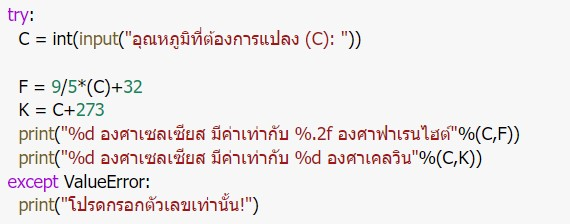 try:
C = int(input("อุณหภูมิที่ต้องการแปลง (C): "))
F = 9/5*(C)+32
K = C+273
print("%d องศาเซลเซียส มีค่าเท่ากับ %.2f องศาฟาเรนไฮต์"%(C,F))
print("%d องศาเซลเซียส มีค่าเท่ากับ %d องศาเคลวิน"%(C,K))
except ValueError:
print("โปรดกรอกตัวเลขเท่านั้น!")